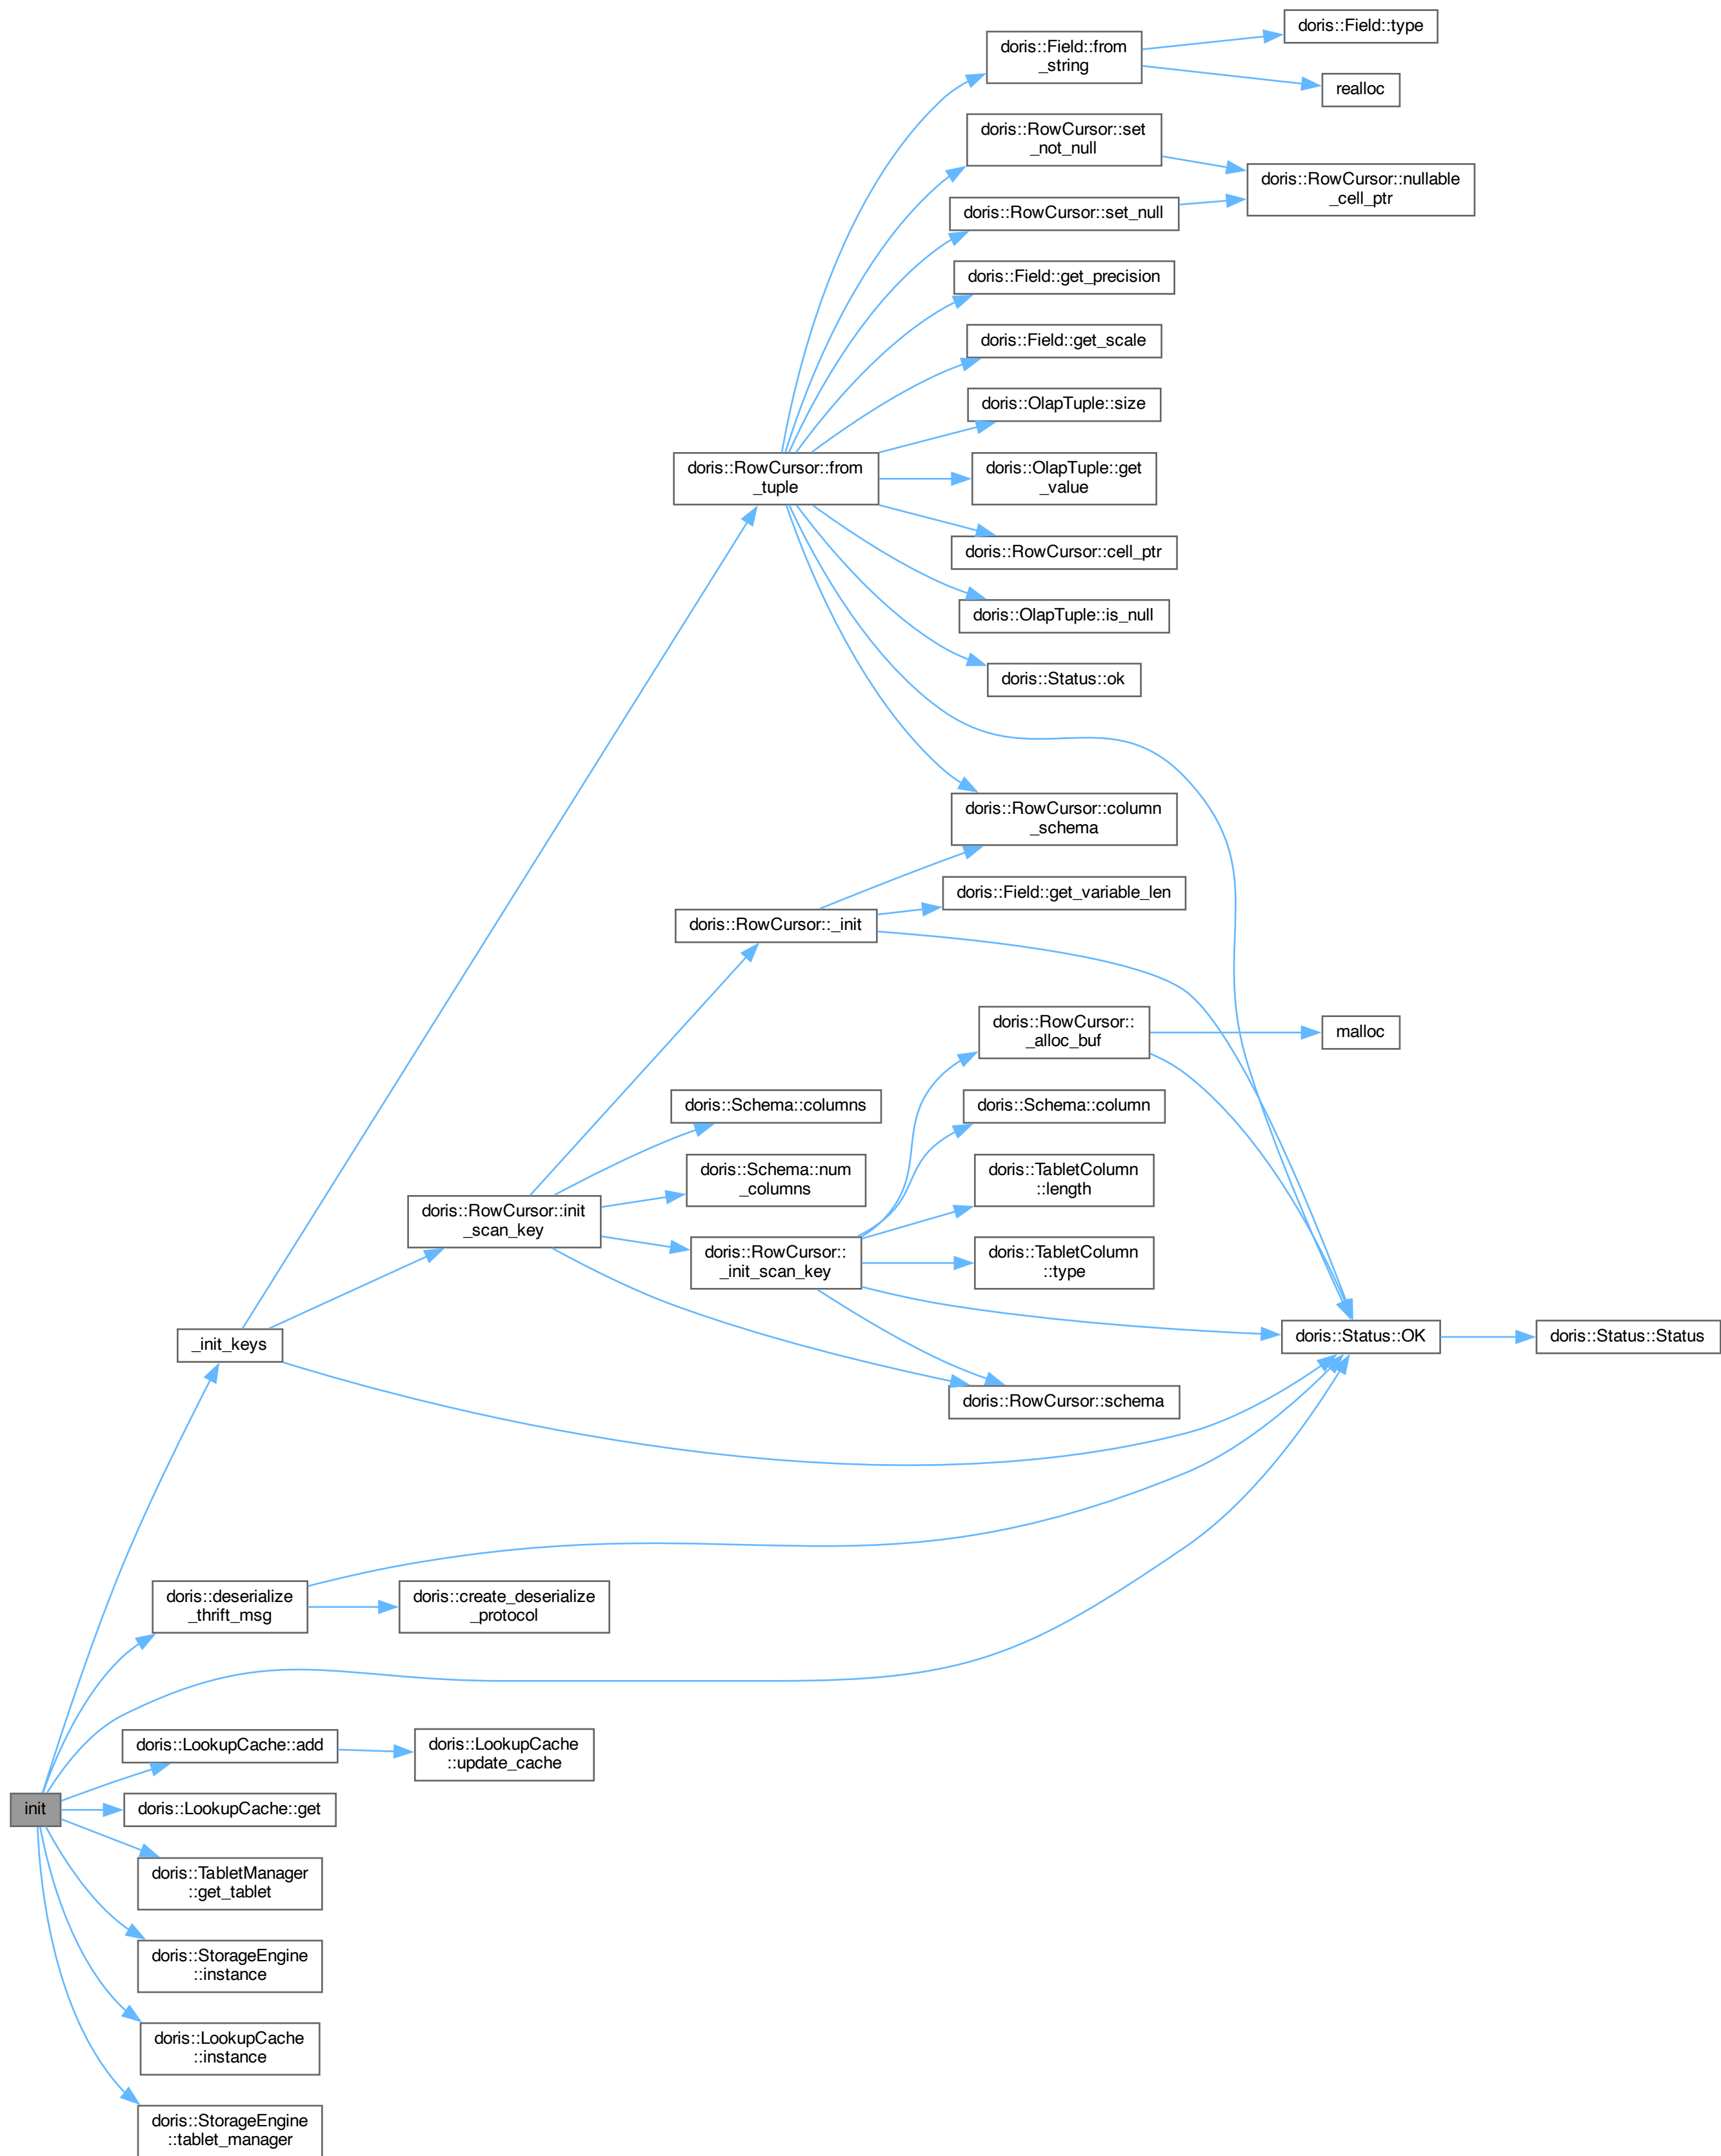 doris::Field::type
doris::Field::from
_string
realloc
doris::RowCursor::set
_not_null
doris::RowCursor::nullable
_cell_ptr
doris::RowCursor::set_null
doris::Field::get_precision
doris::Field::get_scale
doris::OlapTuple::size
doris::RowCursor::from
_tuple
doris::OlapTuple::get
_value
doris::RowCursor::cell_ptr
doris::OlapTuple::is_null
doris::Status::ok
doris::RowCursor::column
_schema
doris::Field::get_variable_len
doris::RowCursor::_init
doris::RowCursor::
_alloc_buf
malloc
doris::Schema::columns
doris::Schema::column
doris::Schema::num
_columns
doris::TabletColumn
::length
doris::RowCursor::init
_scan_key
doris::RowCursor::
_init_scan_key
doris::TabletColumn
::type
_init_keys
doris::Status::OK
doris::Status::Status
doris::RowCursor::schema
doris::deserialize
_thrift_msg
doris::create_deserialize
_protocol
doris::LookupCache::add
doris::LookupCache
::update_cache
init
doris::LookupCache::get
doris::TabletManager
::get_tablet
doris::StorageEngine
::instance
doris::LookupCache
::instance
doris::StorageEngine
::tablet_manager